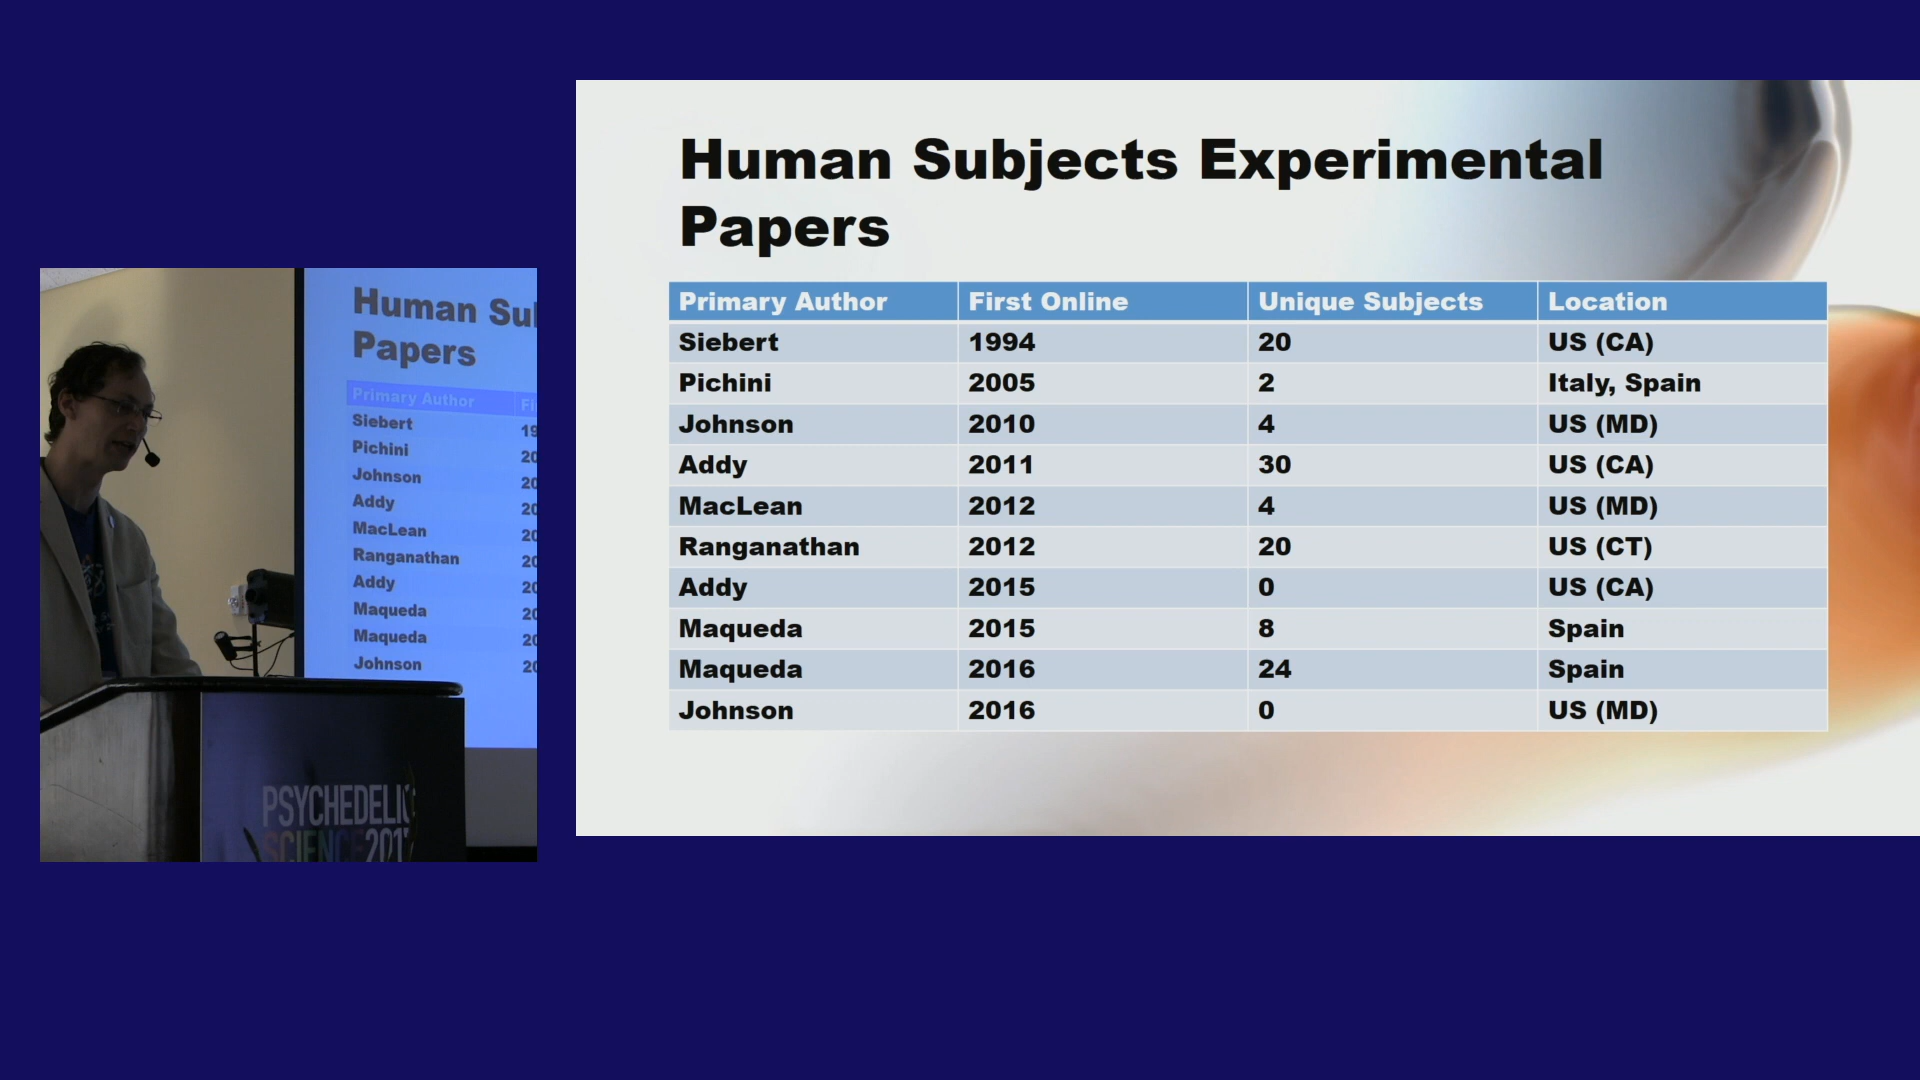 Human Subjects Experimental
Papers
Primary Author First Online Unique Subjects Location
Siebert 1994 20 US (CA)
Pichini 2005 2 Italy, Spain
Johnson 2010 4 US (MD)
Addy 2011 30 US (CA)
MacLean 2012 4 US (MD)
Ranganathan 2012 20 US (CT)
Addy 2015 0 US (CA)
Maqueda 2015 8 Spain
Maqueda 2016 24 Spain
Johnson 2016 0 US (MD)
Human
Papers
Primary Author
Siebert
Pichini
Johnson
Addy
MacLean
Ranganathan
Addy
Maqueda
Maqueda
Johnson
PSYCHEDELIC
SCIENCE 2017